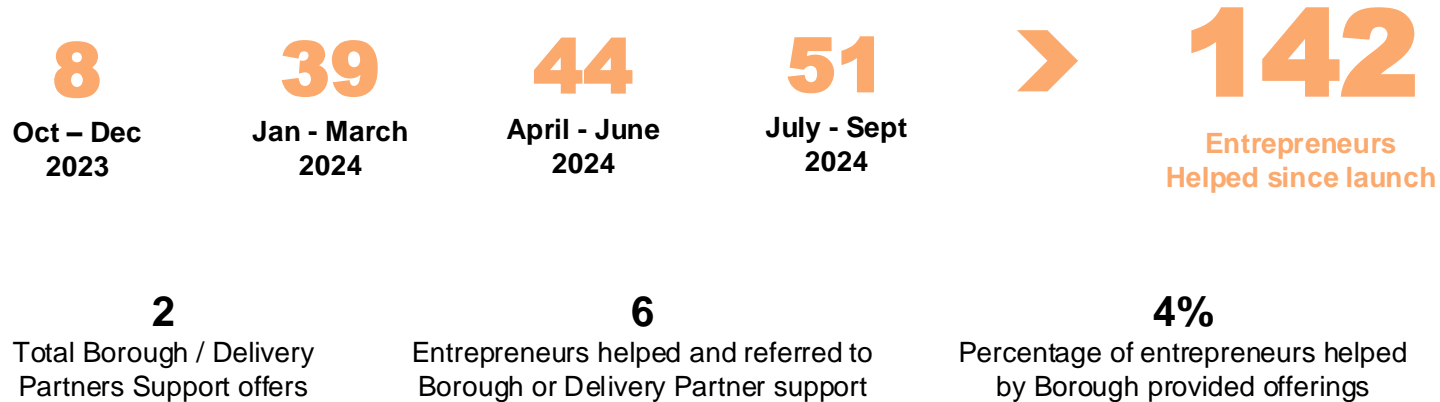 8
Oct – Dec
2023
39
Jan - March
2024
44
April - June
2024
51
July - Sept
2024
142
Entrepreneurs
Helped since launch
2
Total Borough / Delivery
Partners Support offers
6
Entrepreneurs helped and referred to
Borough or Delivery Partner support
4%
Percentage of entrepreneurs helped
by Borough provided offerings